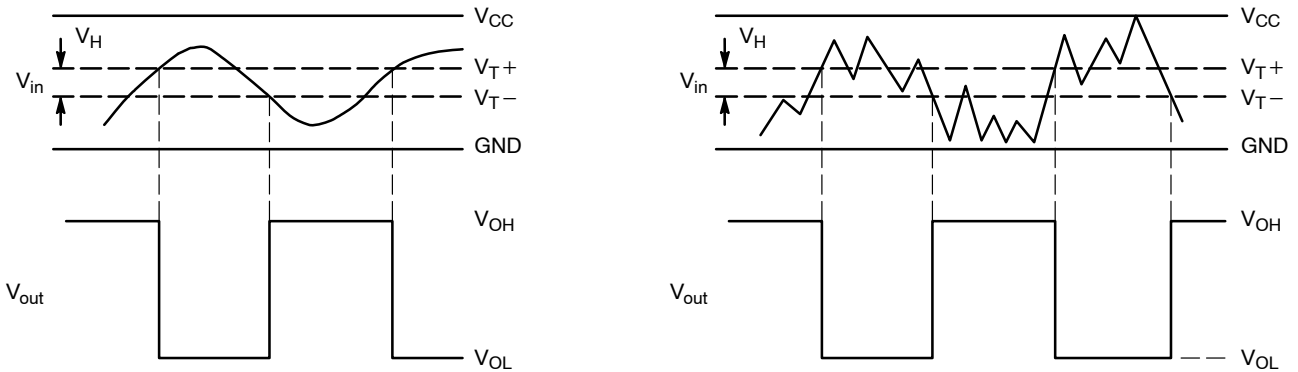 V_CC
V_H
V_in
V_T+
V_T−
GND
V_OH
V_out
V_OL
V_CC
V_H
V_in
V_T+
V_T−
GND
V_OH
V_out
V_OL